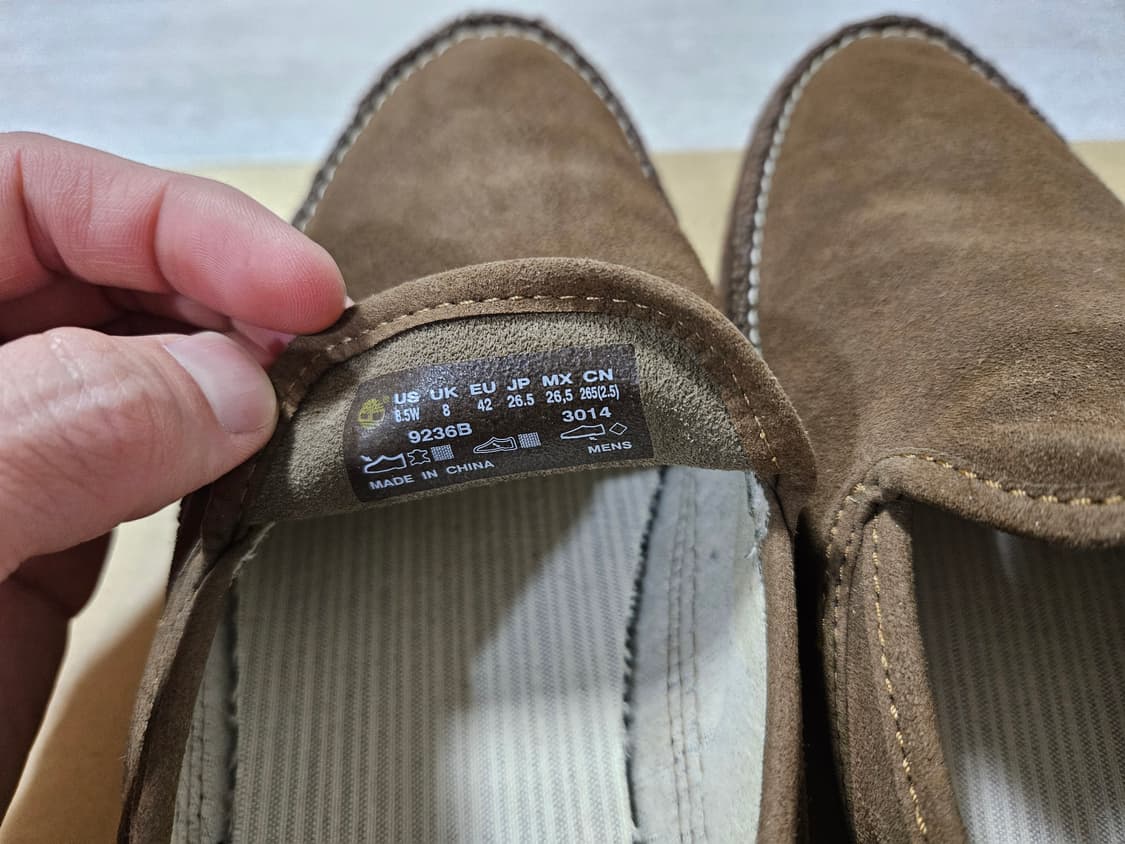 US UK EU JP MX CN
8.5W 8 42 26.5 26,5 265(2.5)
9236B 3014
MENS
MADE IN CHINA